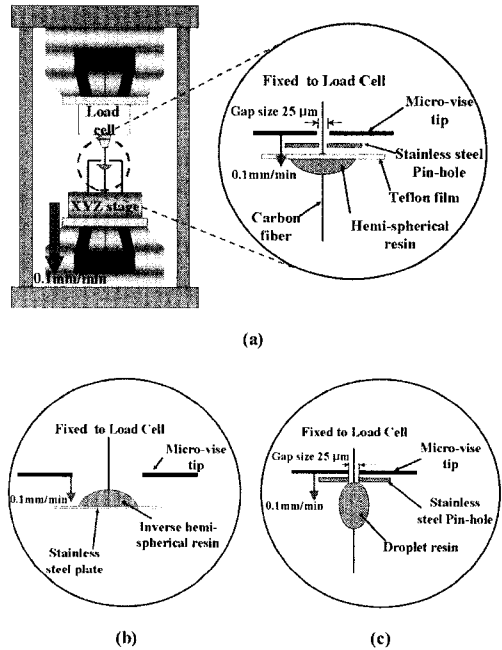 Load
cell
XYZ stage
0.1mm/min
Fixed to Load Cell
Gap size 25 μm
Micro-vise
tip
Stainless steel
Pin-hole
0.1mm/min
Teflon film
Carbon
fiber
Hemi-spherical
resin
(a)
Fixed to Load Cell
Micro-vise
tip
0.1mm/min
Inverse hemi-
spherical resin
Stainless
steel plate
(b)
Fixed to Load Cell
Gap size 25 μm
Micro-vise
tip
0.1mm/min
Stainless
steel Pin-hole
Droplet resin
(c)